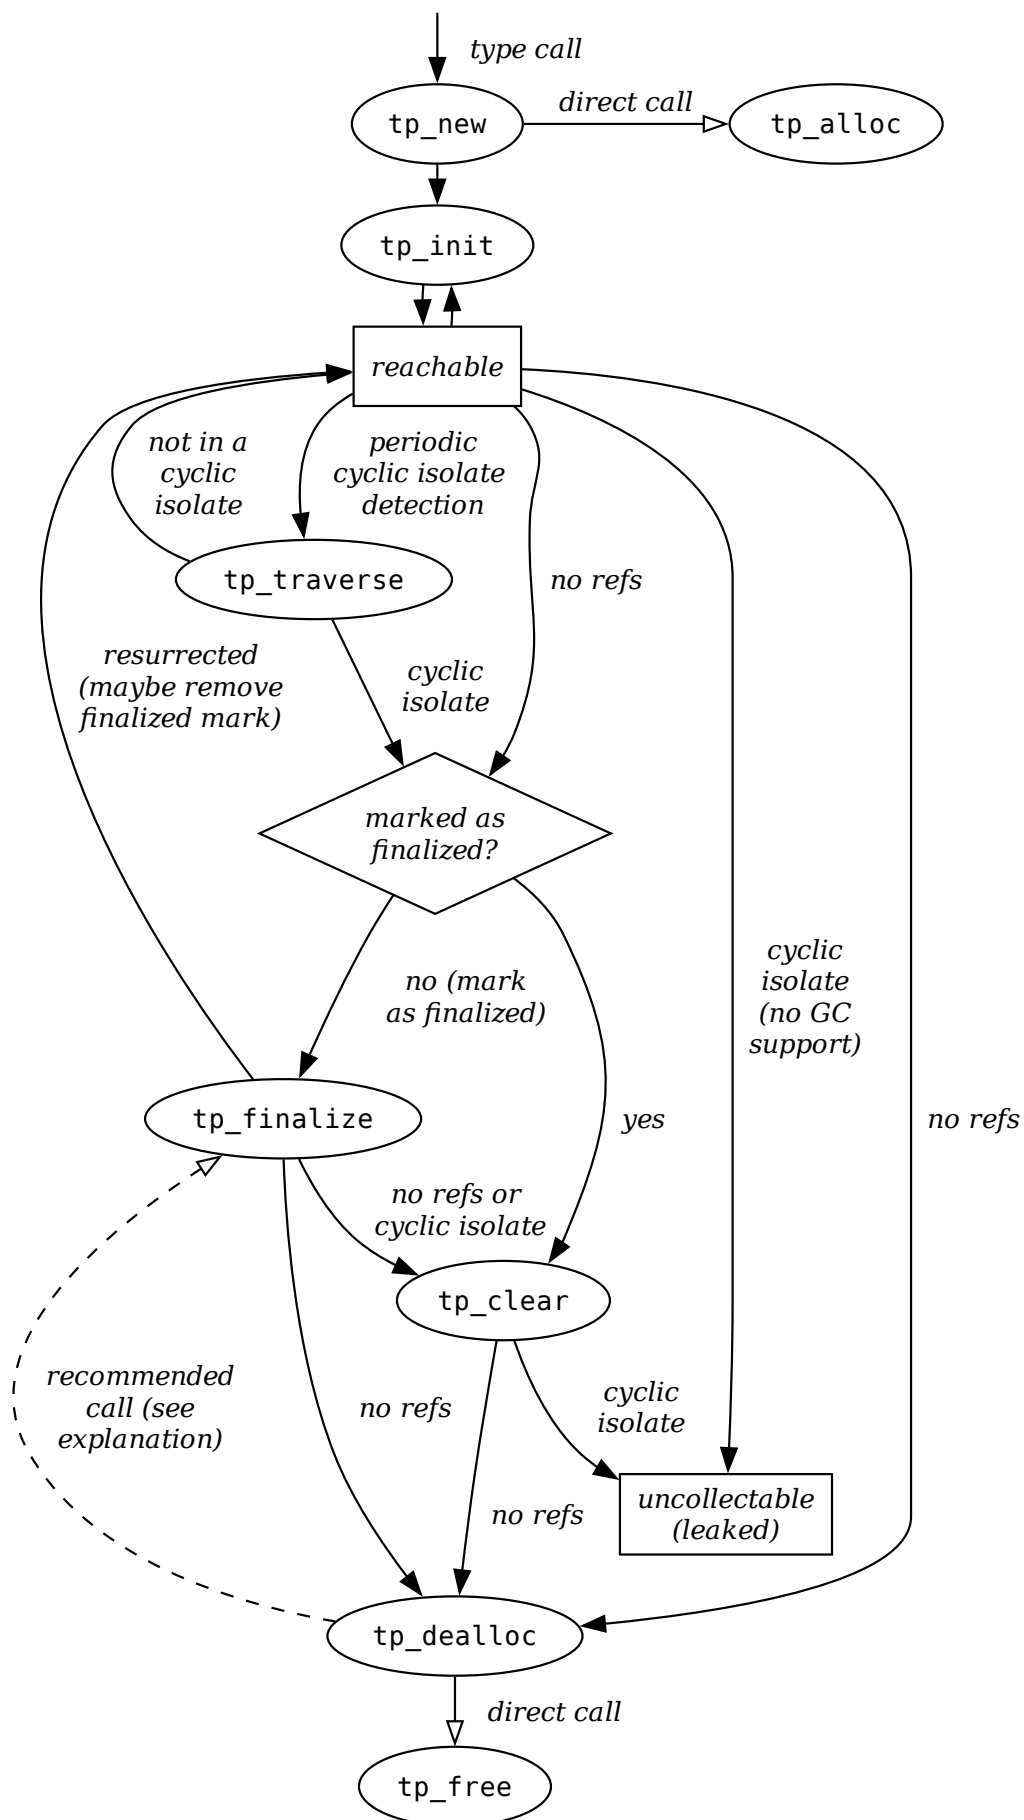 type call
direct call
tp_new
tp_alloc
tp_init
reachable
not in a
cyclic
isolate
periodic
cyclic isolate
detection
tp_traverse
no refs
resurrected
(maybe remove
finalized mark)
cyclic
isolate
marked as
finalized?
cyclic
isolate
(no GC
support)
no (mark
as finalized)
tp_finalize
yes
no refs
no refs or
cyclic isolate
tp_clear
recommended
call (see
explanation)
no refs
cyclic
isolate
uncollectable
(leaked)
no refs
tp_dealloc
direct call
tp_free